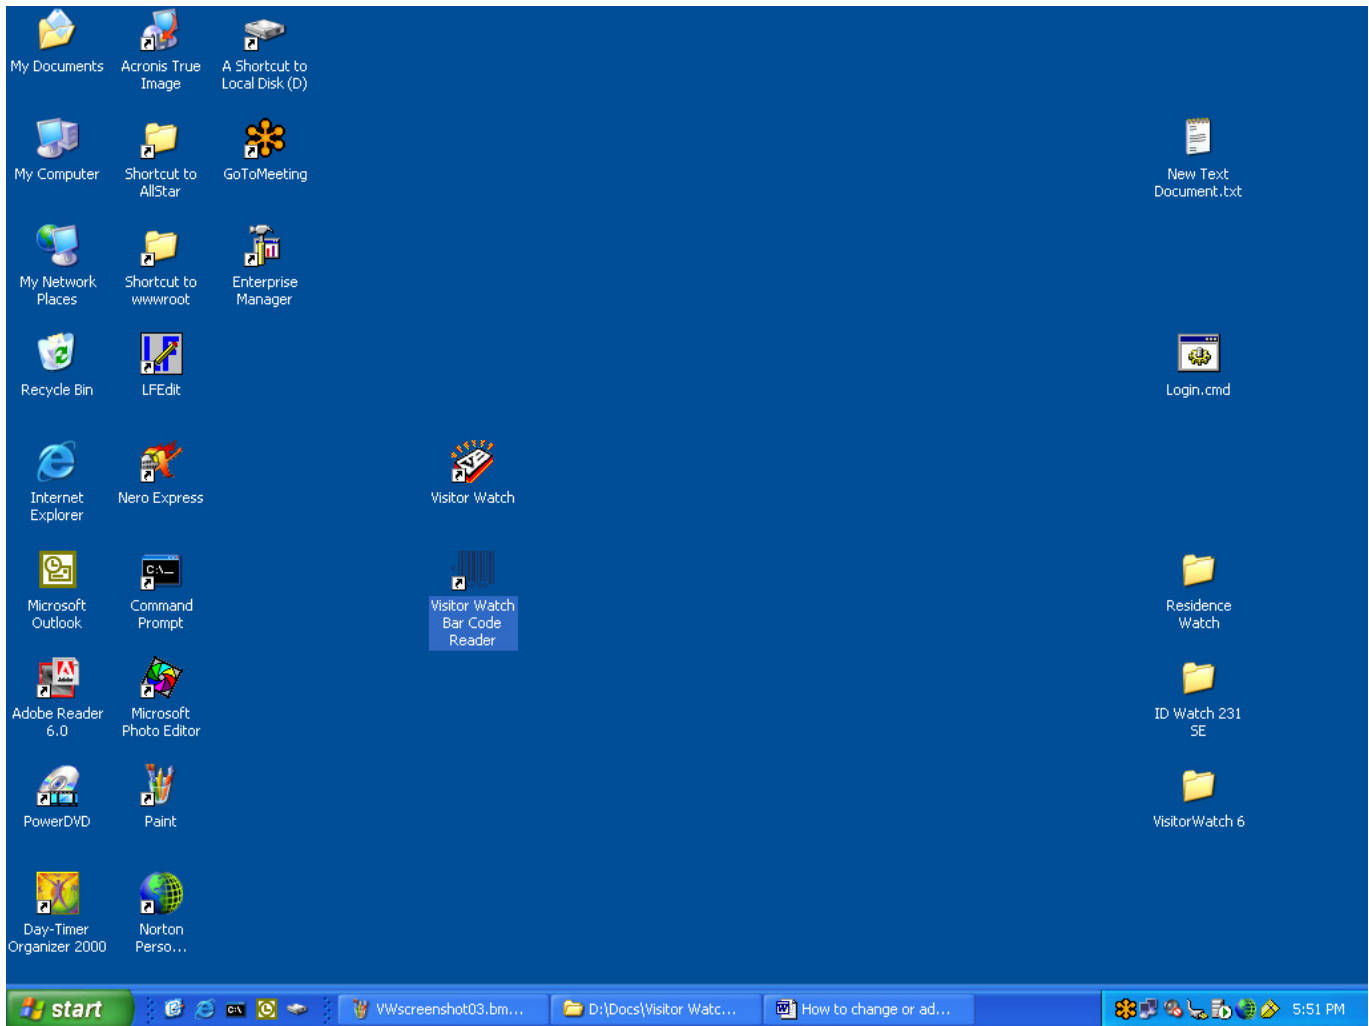 My Documents
Acronis True
Image
A Shortcut to
Local Disk (D)
My Computer
Shortcut to
AllStar
GoToMeeting
New Text
Document.txt
My Network
Places
Shortcut to
wwwroot
Enterprise
Manager
Recycle Bin
LFEdit
Login.cmd
Internet
Explorer
Nero Express
Visitor Watch
Microsoft
Outlook
Command
Prompt
Visitor Watch
Bar Code
Reader
Residence
Watch
Adobe Reader
6.0
Microsoft
Photo Editor
ID Watch 231
SE
PowerDVD
Paint
VisitorWatch 6
Day-Timer
Organizer 2000
Norton
Perso...
start
VWscreenshot03.bm...
D:\Docs\Visitor Watc...
How to change or ad...
5:51 PM